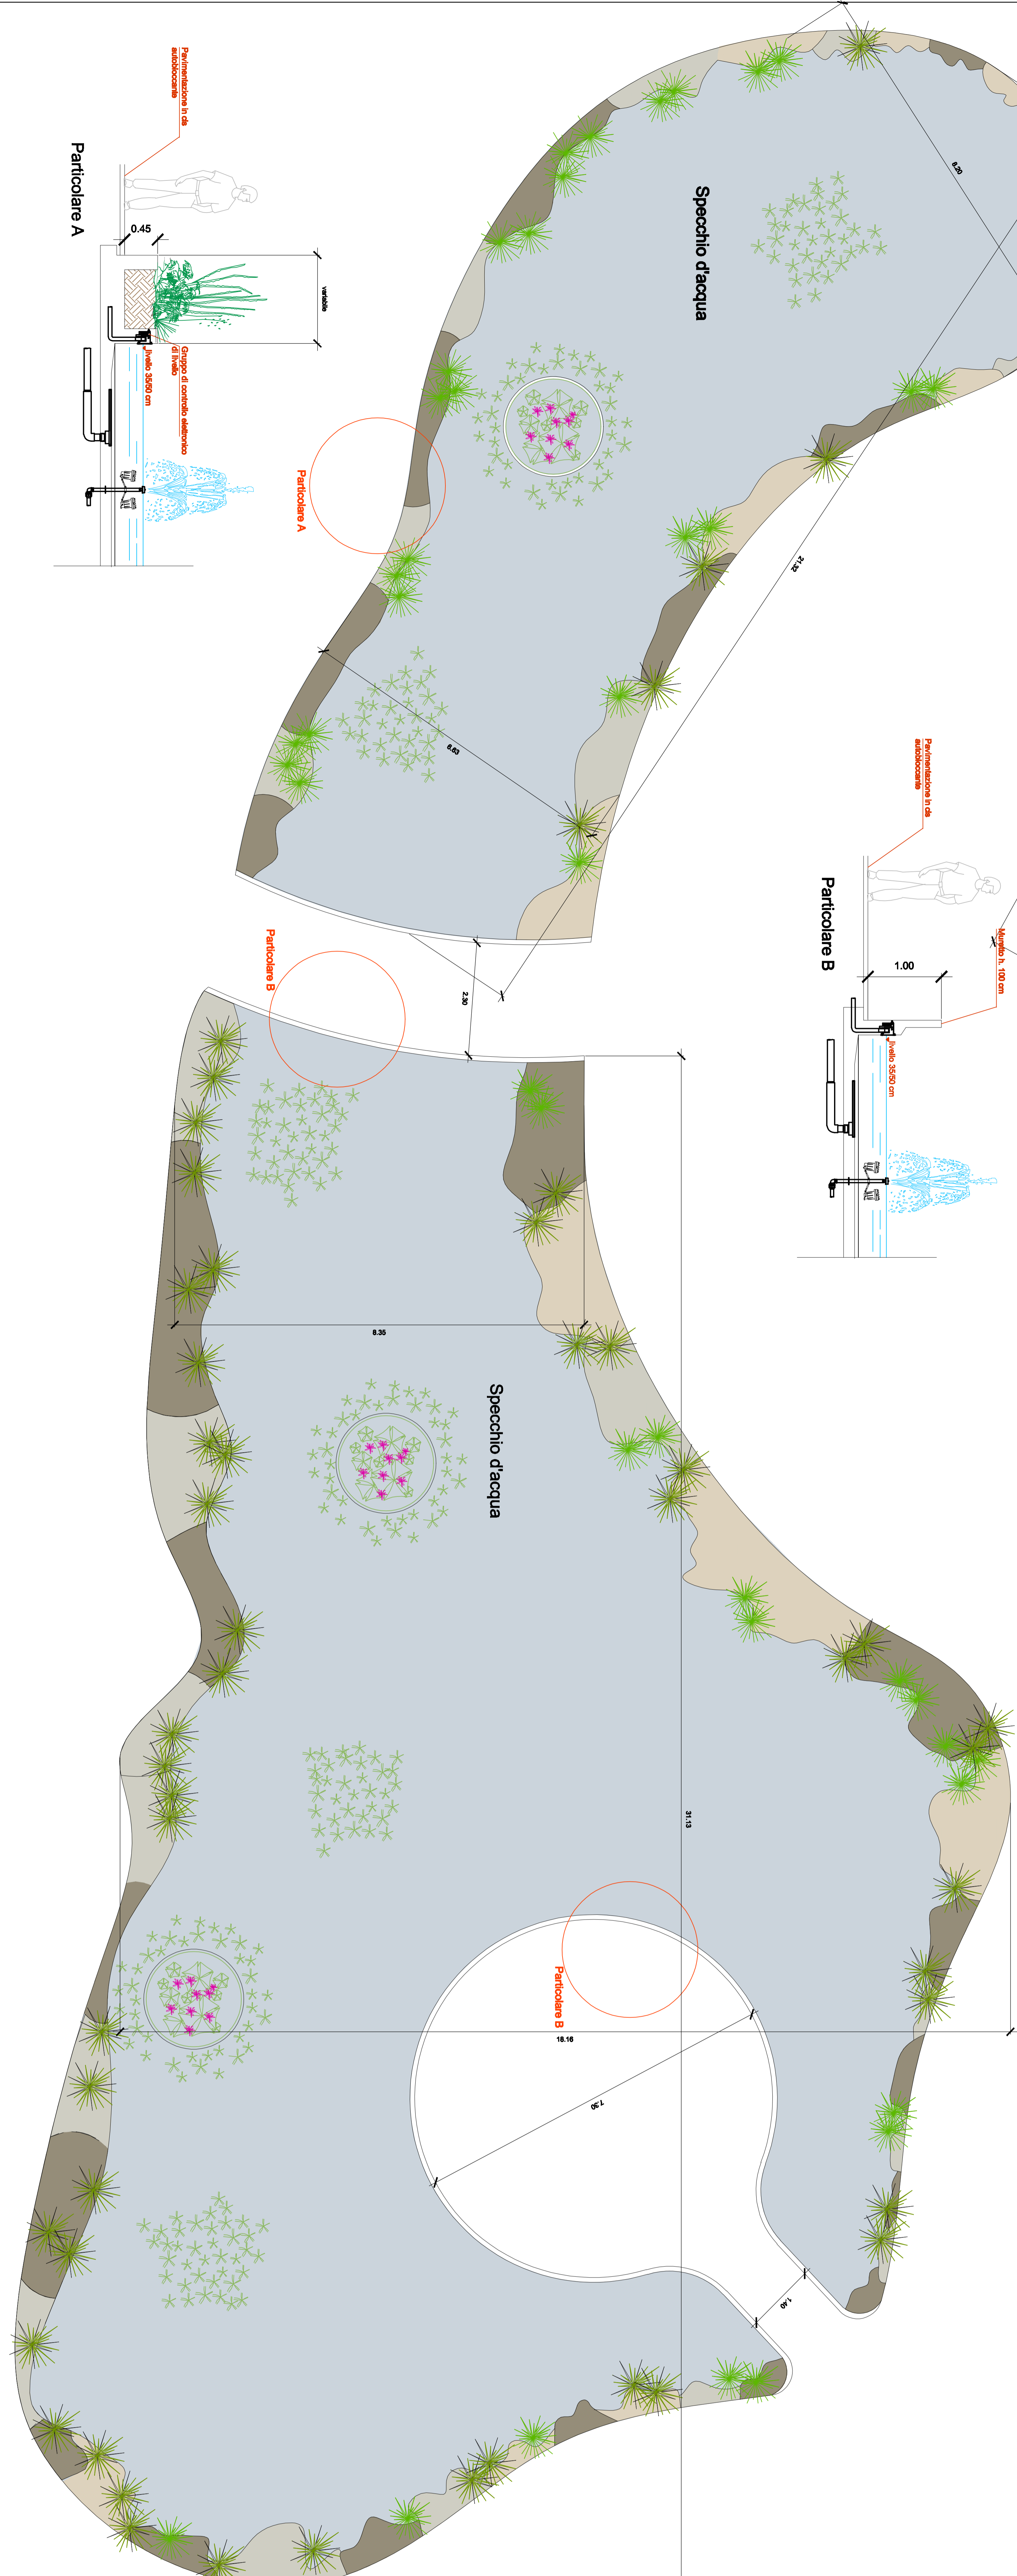 Pavimentazione in cls
autobloccante
Particolare A
0.45
variabile
Gruppo di controllo elettronico
di livello
livello 35/50 cm
Specchio d'acqua
8.20
Particolare A
21.32
6.63
Pavimentazione in cls
autobloccante
Particolare B
Muretto h. 100 cm
1.00
livello 35/50 cm
Particolare B
2.30
8.35
Specchio d'acqua
31.13
Particolare B
18.16
7.30
1.40